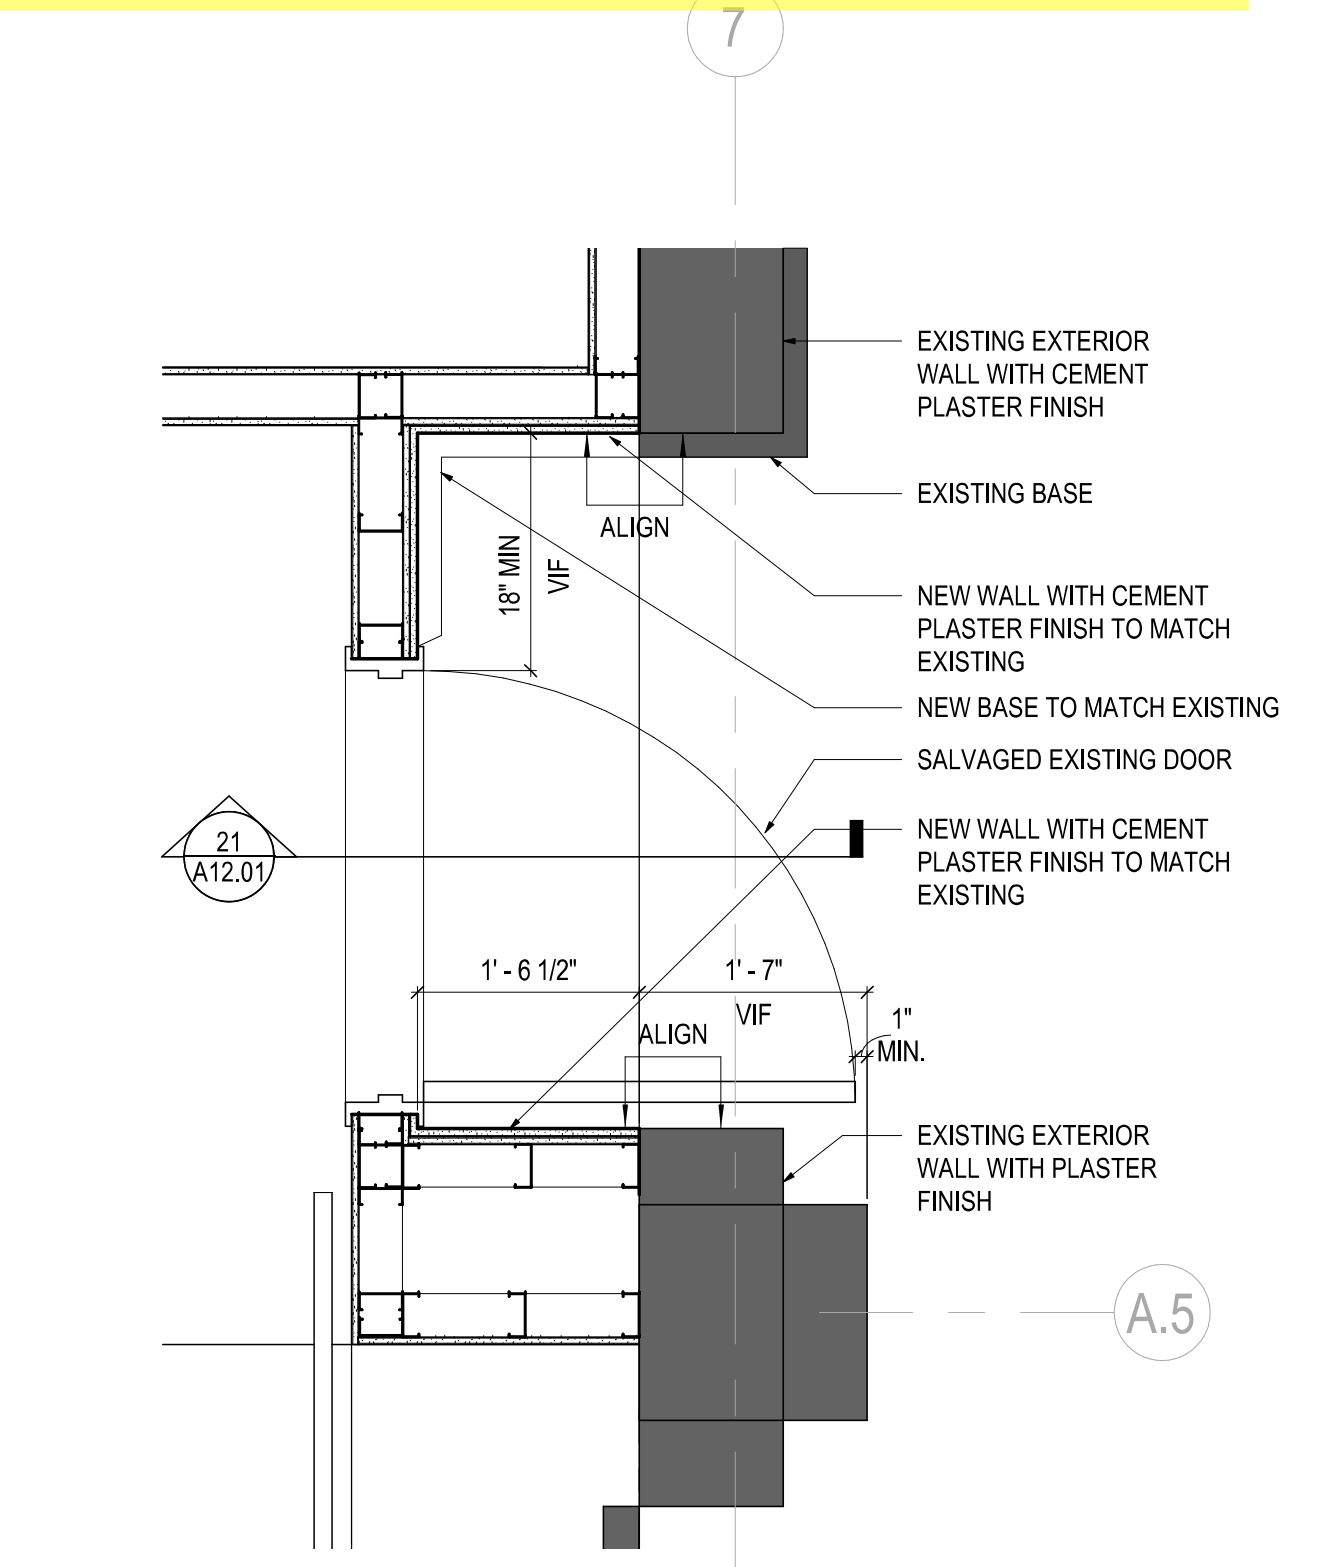 7
EXISTING EXTERIOR
WALL WITH CEMENT
PLASTER FINISH
EXISTING BASE
ALIGN
18" MIN
VIF
NEW WALL WITH CEMENT
PLASTER FINISH TO MATCH
EXISTING
NEW BASE TO MATCH EXISTING
SALVAGED EXISTING DOOR
21
A12.01
NEW WALL WITH CEMENT
PLASTER FINISH TO MATCH
EXISTING
1' - 6 1/2"
1' - 7"
VIF
1"
MIN.
ALIGN
EXISTING EXTERIOR
WALL WITH PLASTER
FINISH
A.5